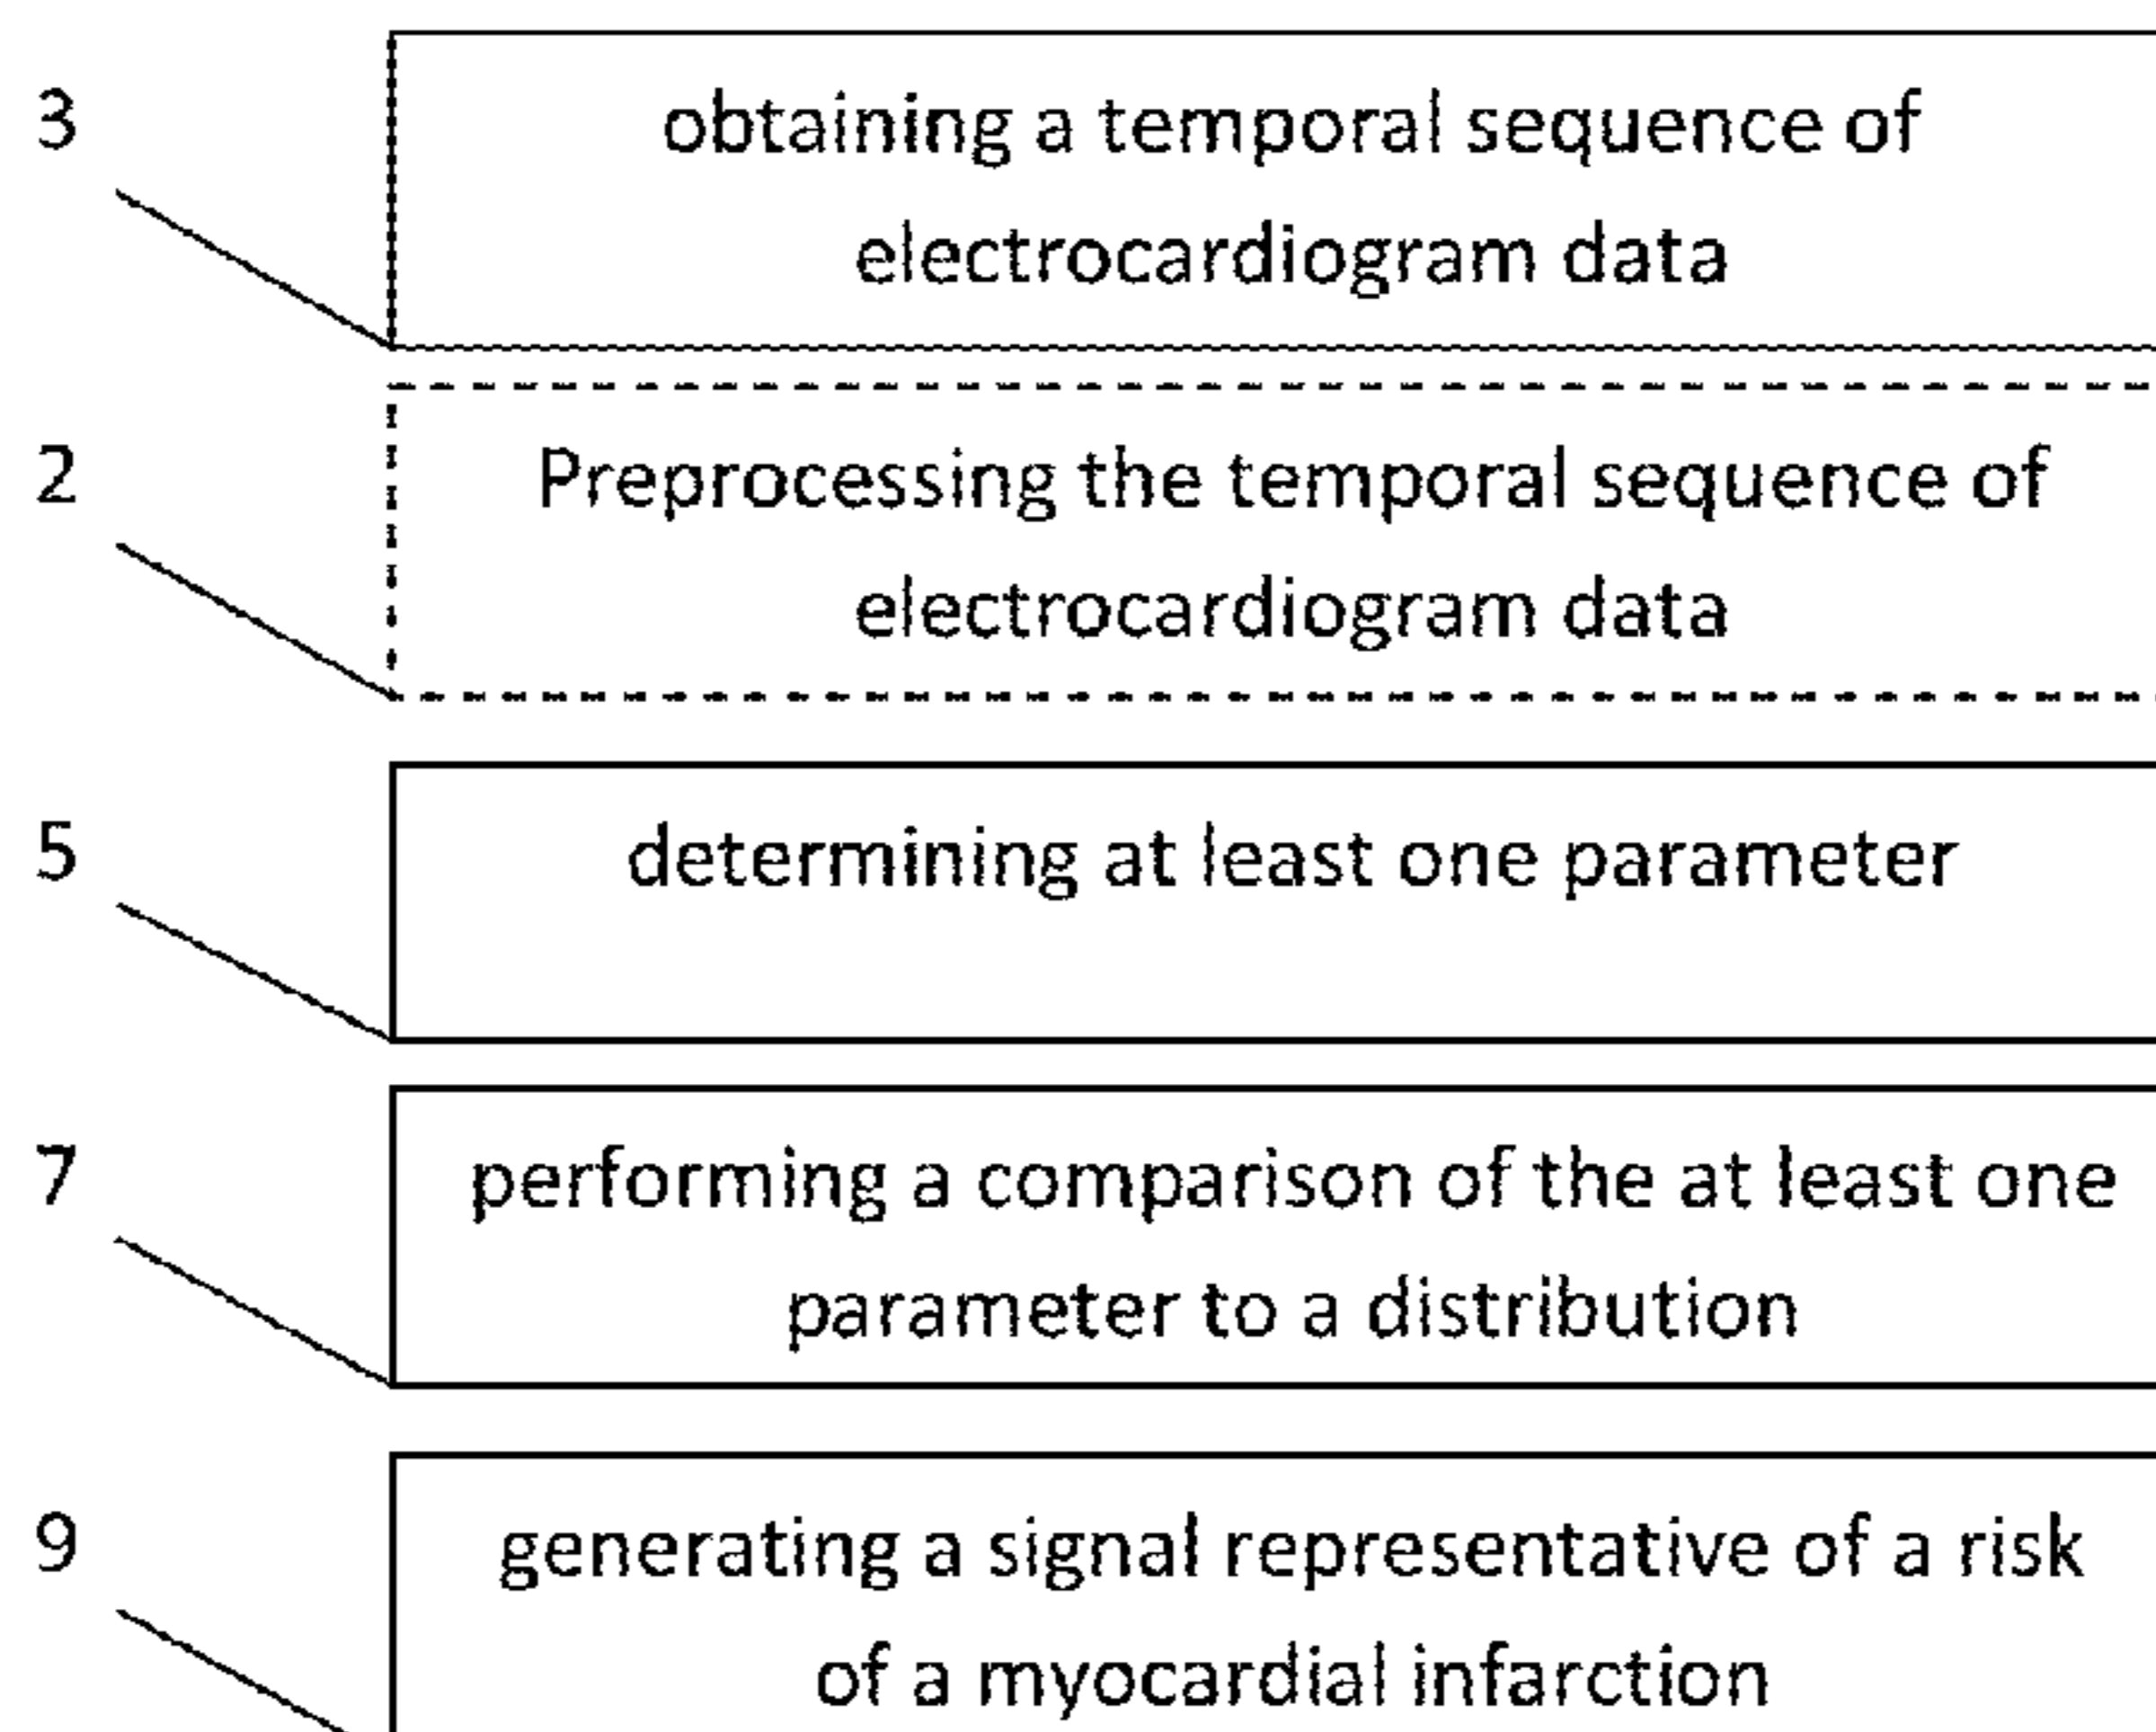 3
obtaining a temporal sequence of
electrocardiogram data
2
Preprocessing the temporal sequence of
electrocardiogram data
5
determining at least one parameter
7
performing a comparison of the at least one
parameter to a distribution
9
generating a signal representative of a risk
of a myocardial infarction